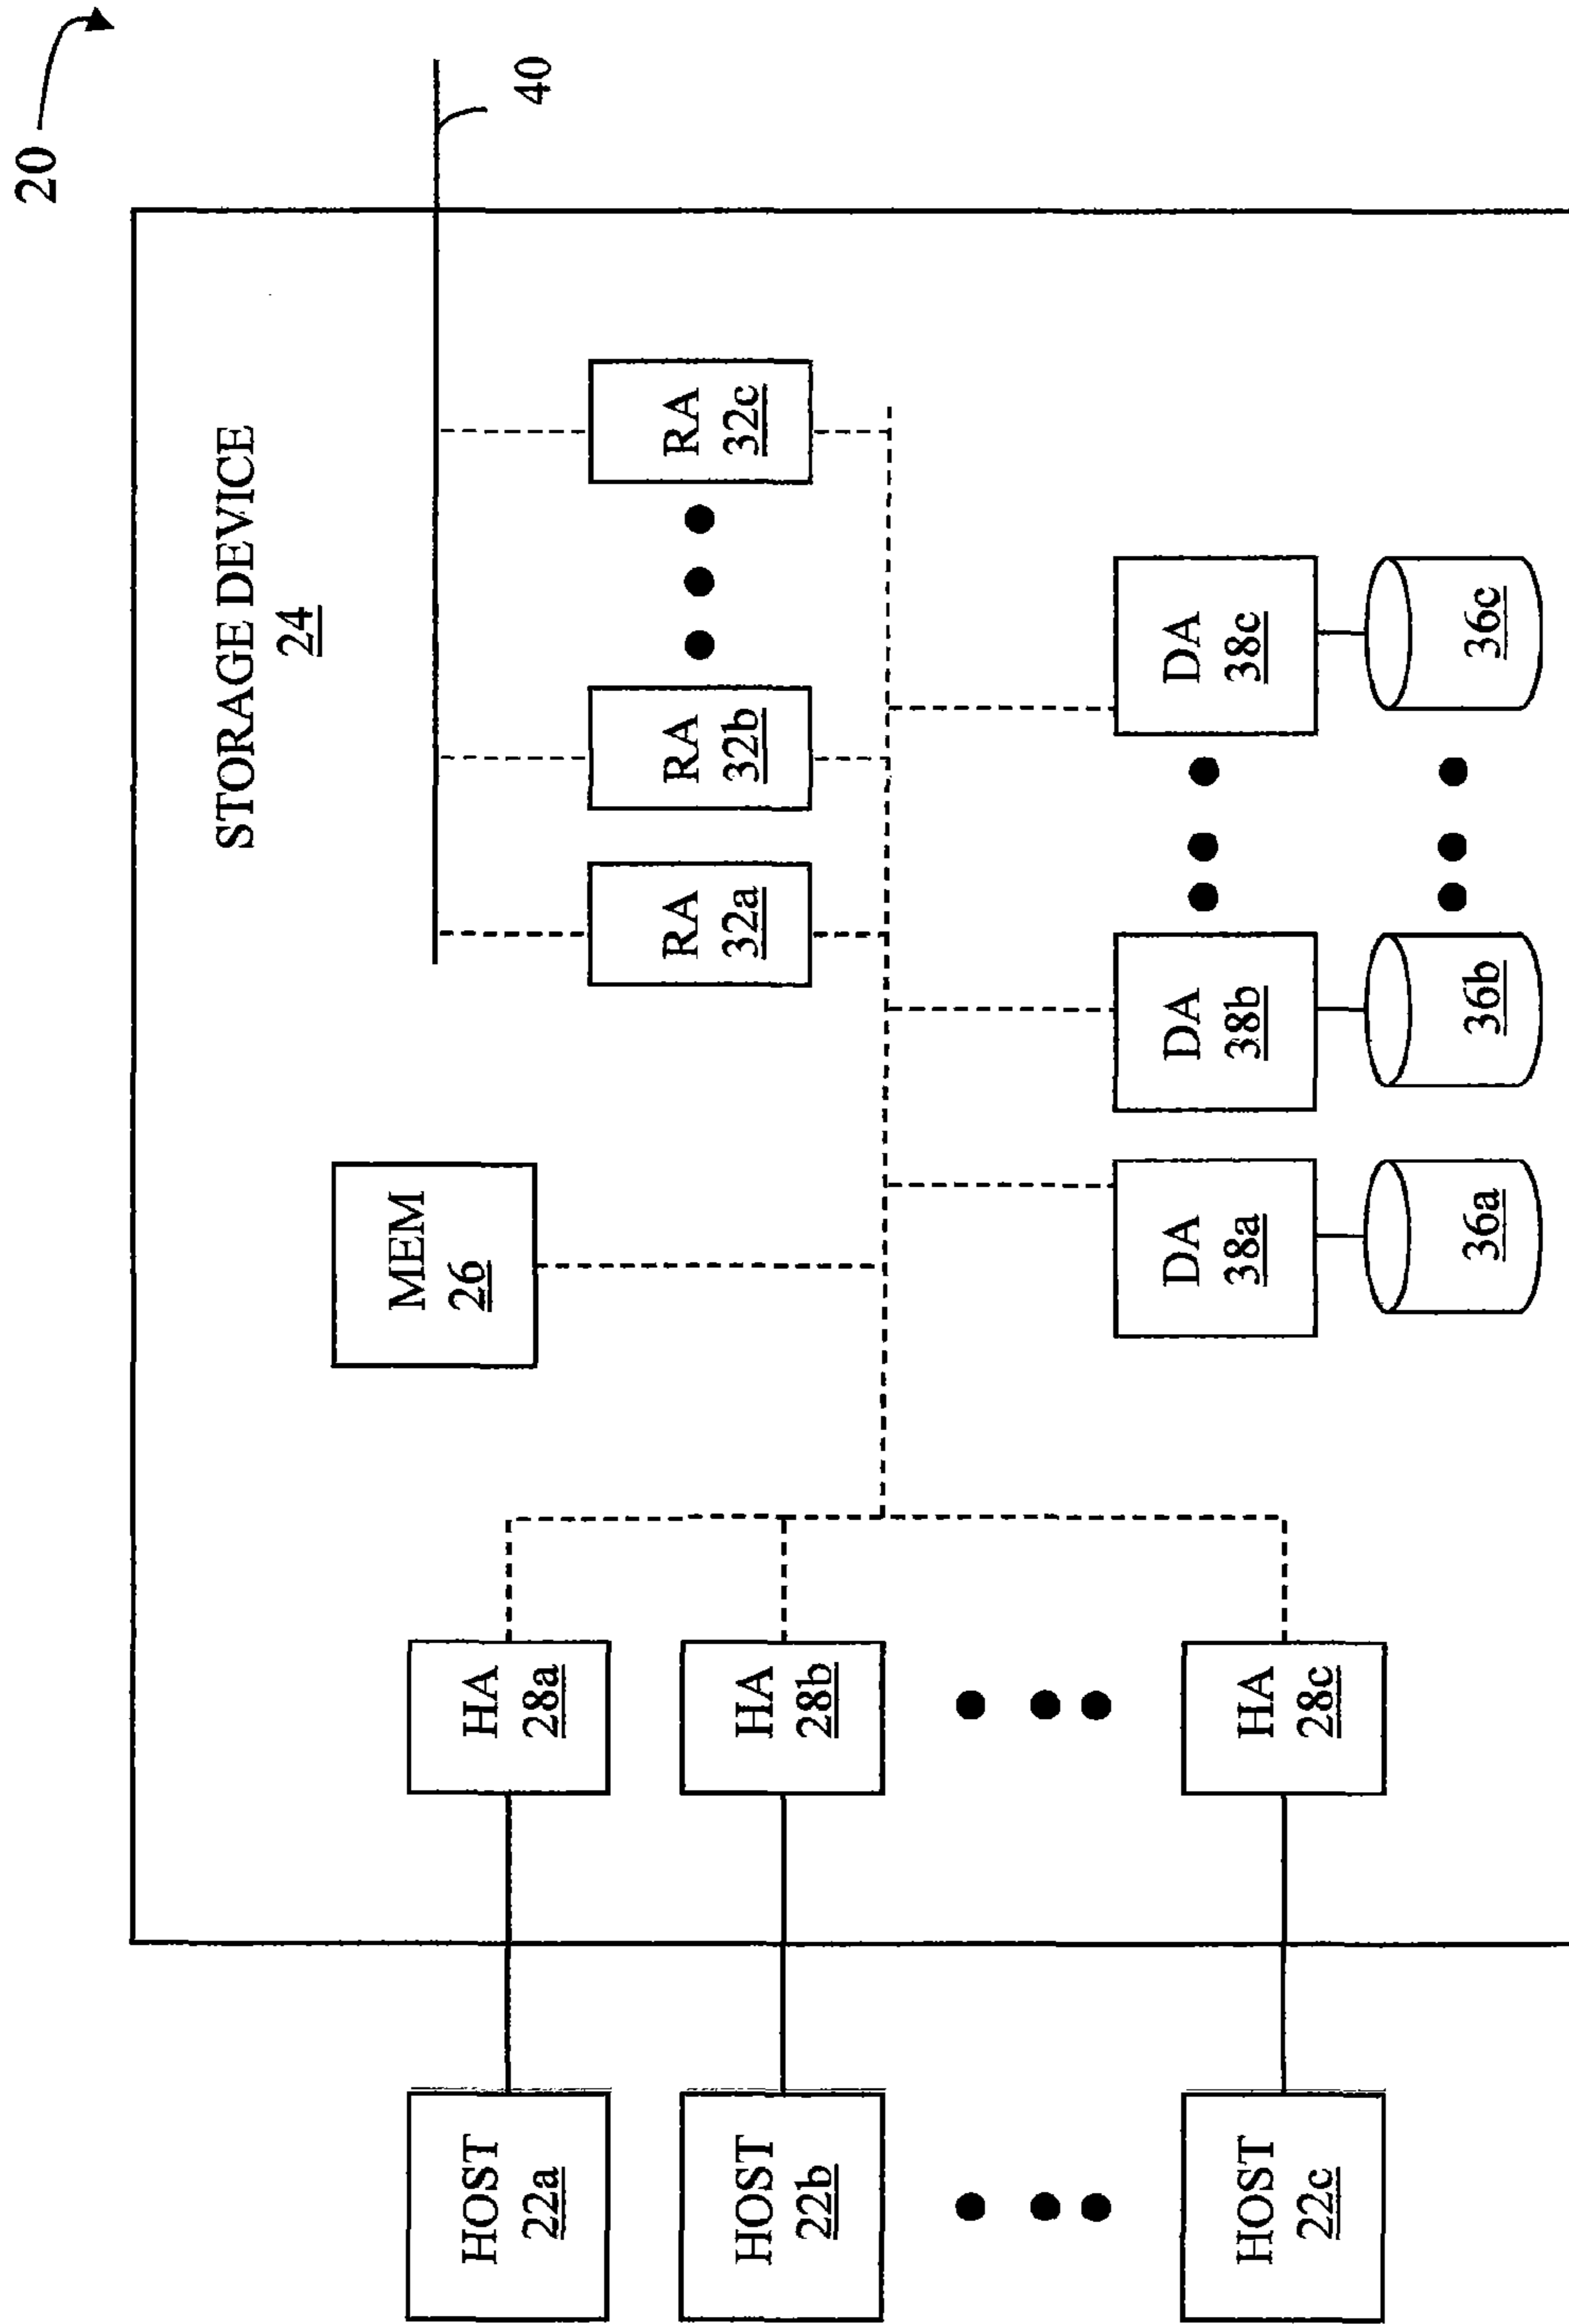 20
40
STORAGE DEVICE
24
MEM
26
RA
32a
RA
32b
RA
32c
HOST
22a
HA
28a
HOST
22b
HA
28b
HOST
22c
HA
28c
DA
38a
DA
38b
DA
38c
36a
36b
36c